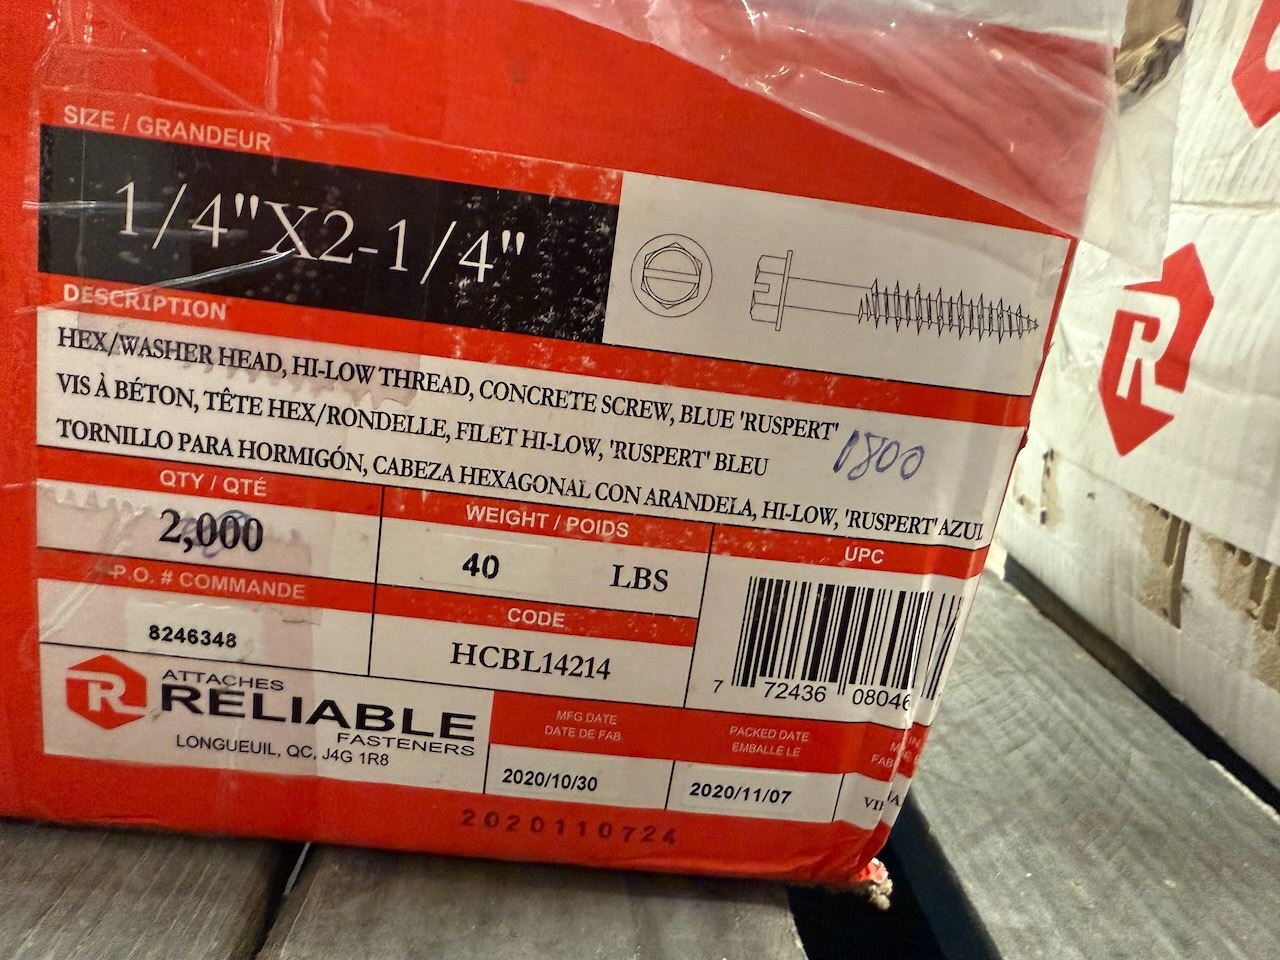 SIZE / GRANDEUR
1/4"X2-1/4"
DESCRIPTION
HEX/WASHER HEAD, HI-LOW THREAD, CONCRETE SCREW, BLUE 'RUSPERT'
VIS À BÉTON, TÊTE HEX/RONDELLE, FILET HI-LOW, 'RUSPERT' BLEU
1800
TORNILLO PARA HORMIGÓN, CABEZA HEXAGONAL CON ARANDELA, HI-LOW, 'RUSPERT' AZUL
QTY / QTÉ
2,000
WEIGHT / POIDS
40 LBS
UPC
P.O. # COMMANDE
8246348
CODE
HCBL14214
7 72436 08046
R
ATTACHES
RELIABLE
FASTENERS
LONGUEUIL, QC, J4G 1R8
MFG DATE
DATE DE FAB.
2020/10/30
PACKED DATE
EMBALLE LE
2020/11/07
2020110724
R